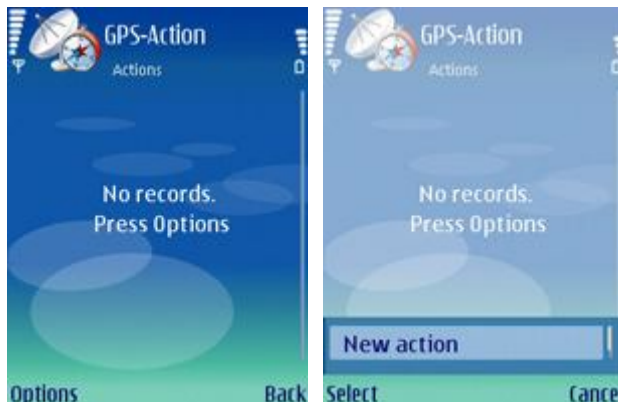 GPS-Action
Actions
No records.
Press Options
Options Back
GPS-Action
Actions
No records.
Press Options
New action
Select Cance